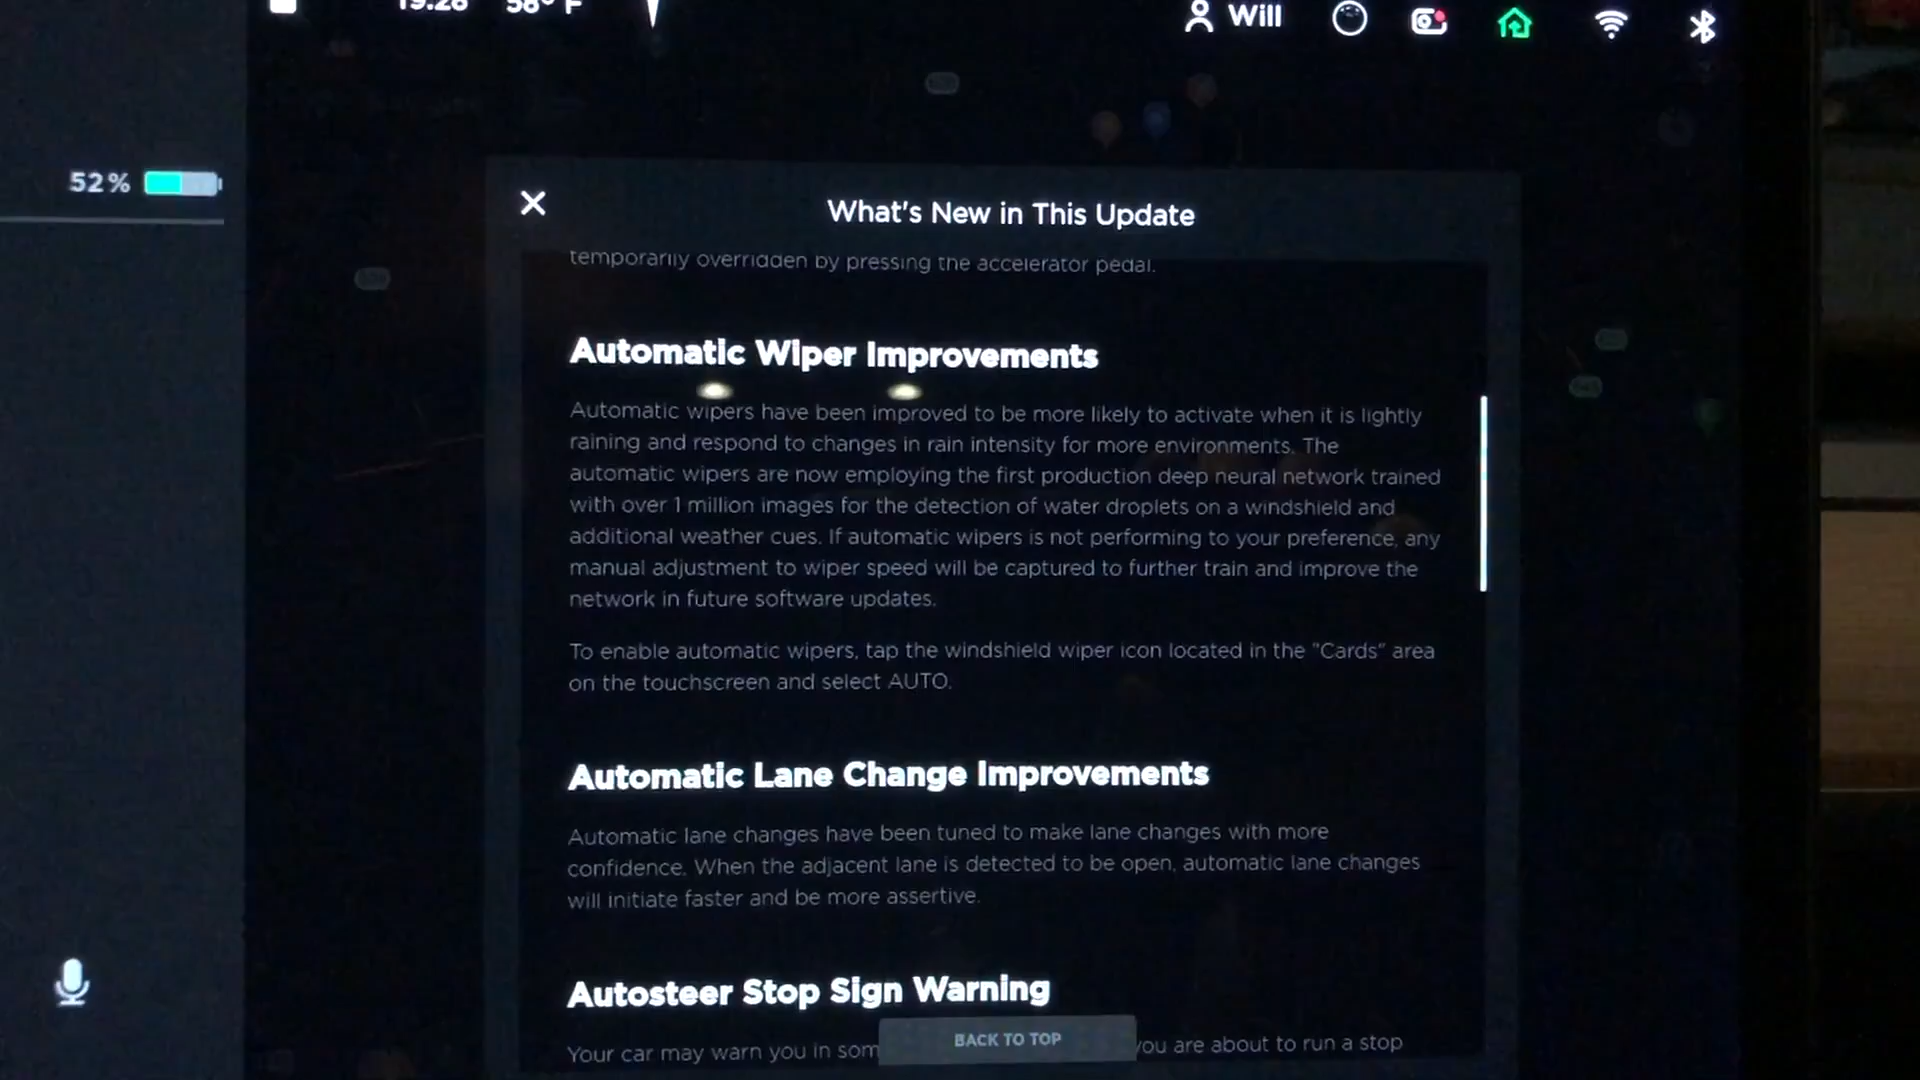 19:28 58° F Will
52%
What's New in This Update
temporarily overridden by pressing the accelerator pedal.
Automatic Wiper Improvements
Automatic wipers have been improved to be more likely to activate when it is lightly
raining and respond to changes in rain intensity for more environments. The
automatic wipers are now employing the first production deep neural network trained
with over 1 million images for the detection of water droplets on a windshield and
additional weather cues. If automatic wipers is not performing to your preference, any
manual adjustment to wiper speed will be captured to further train and improve the
network in future software updates.
To enable automatic wipers, tap the windshield wiper icon located in the "Cards" area
on the touchscreen and select AUTO.
Automatic Lane Change Improvements
Automatic lane changes have been tuned to make lane changes with more
confidence. When the adjacent lane is detected to be open, automatic lane changes
will initiate faster and be more assertive.
Autosteer Stop Sign Warning
Your car may warn you in som you are about to run a stop
BACK TO TOP